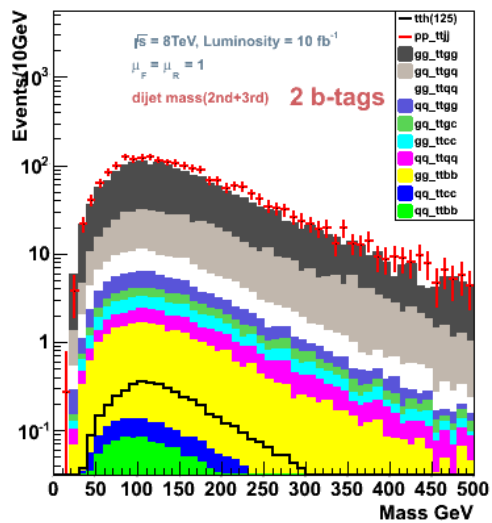 Events/10GeV
10³
10²
10
1
10⁻¹
√s = 8TeV, Luminosity = 10 fb⁻¹
μ_F = μ_R = 1
dijet mass(2nd+3rd) 2 b-tags
tth(125)
pp_ttjj
gg_ttgg
gq_ttgq
gg_ttqq
qq_ttgg
gq_ttgc
gg_ttcc
qq_ttqq
gg_ttbb
qq_ttcc
qq_ttbb
0 50 100 150 200 250 300 350 400 450 500
Mass GeV